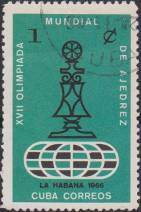 MUNDIAL
1 ¢
XVII OLIMPIADA
DE AJEDREZ
LA HABANA 1966
CUBA CORREOS